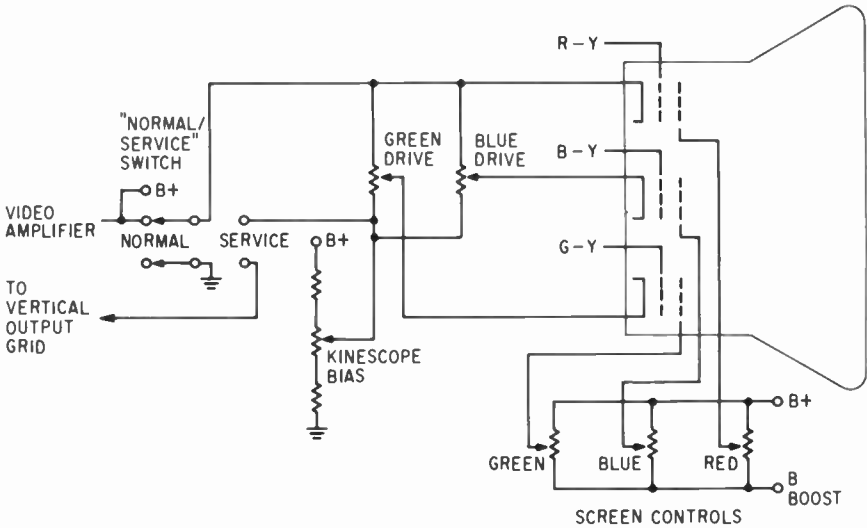 R-Y
"NORMAL/
SERVICE"
SWITCH
GREEN
DRIVE
BLUE
DRIVE
B-Y
B+
VIDEO
AMPLIFIER
NORMAL
SERVICE
B+
G-Y
TO
VERTICAL
OUTPUT
GRID
KINESCOPE
BIAS
B+
GREEN
BLUE
RED
B
BOOST
SCREEN CONTROLS